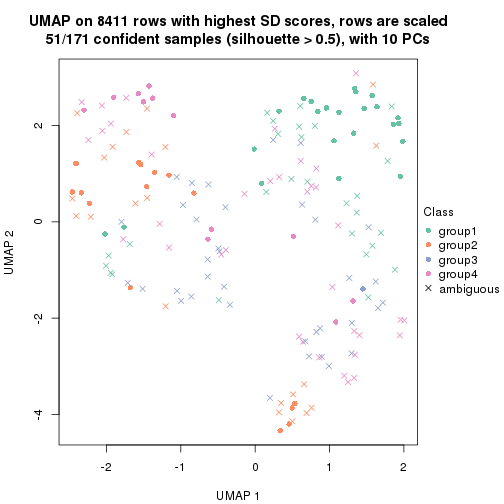 UMAP on 8411 rows with highest SD scores, rows are scaled
51/171 confident samples (silhouette > 0.5), with 10 PCs
UMAP 2
2
0
-2
-4
-2
-1
0
1
2
UMAP 1
Class
group1
group2
group3
group4
ambiguous